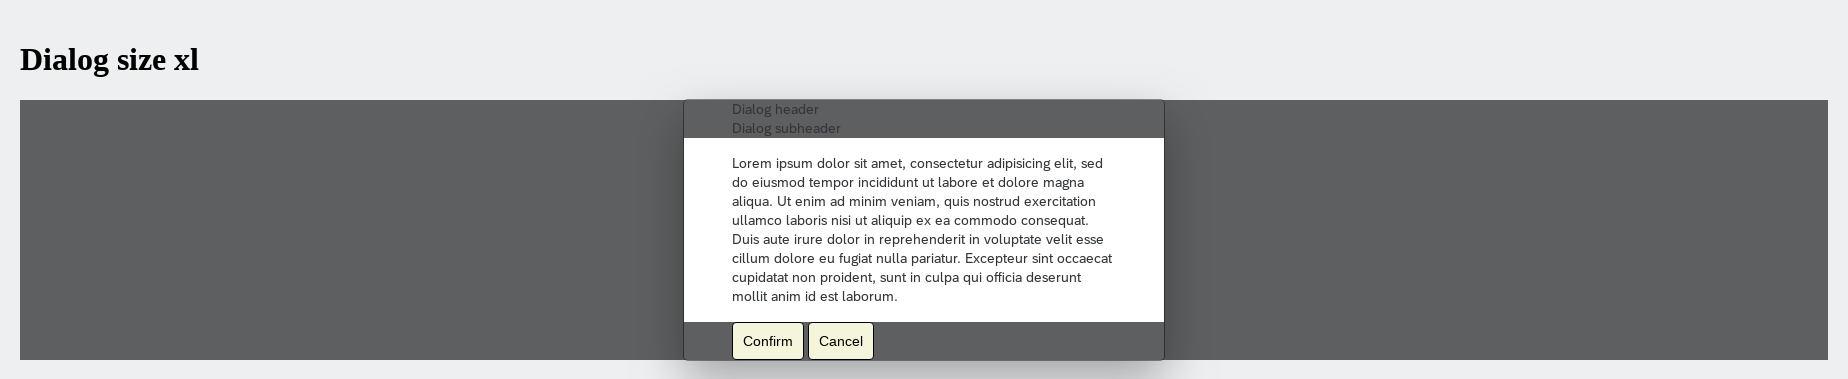 Dialog size xl
Dialog header
Dialog subheader
Lorem ipsum dolor sit amet, consectetur adipisicing elit, sed
do eiusmod tempor incididunt ut labore et dolore magna
aliqua. Ut enim ad minim veniam, quis nostrud exercitation
ullamco laboris nisi ut aliquip ex ea commodo consequat.
Duis aute irure dolor in reprehenderit in voluptate velit esse
cillum dolore eu fugiat nulla pariatur. Excepteur sint occaecat
cupidatat non proident, sunt in culpa qui officia deserunt
mollit anim id est laborum.
Confirm Cancel